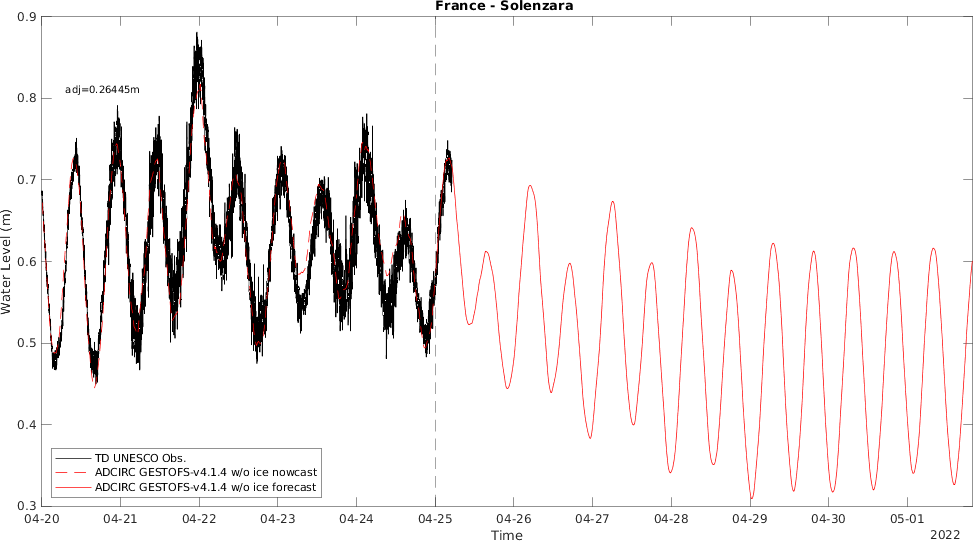 France - Solenzara
0.9
0.8
0.7
0.6
0.5
0.4
0.3
Water Level (m)
adj=0.26445m
TD UNESCO Obs.
ADCIRC GESTOFS-v4.1.4 w/o ice nowcast
ADCIRC GESTOFS-v4.1.4 w/o ice forecast
04-20 04-21 04-22 04-23 04-24 04-25 04-26 04-27 04-28 04-29 04-30 05-01
Time
2022